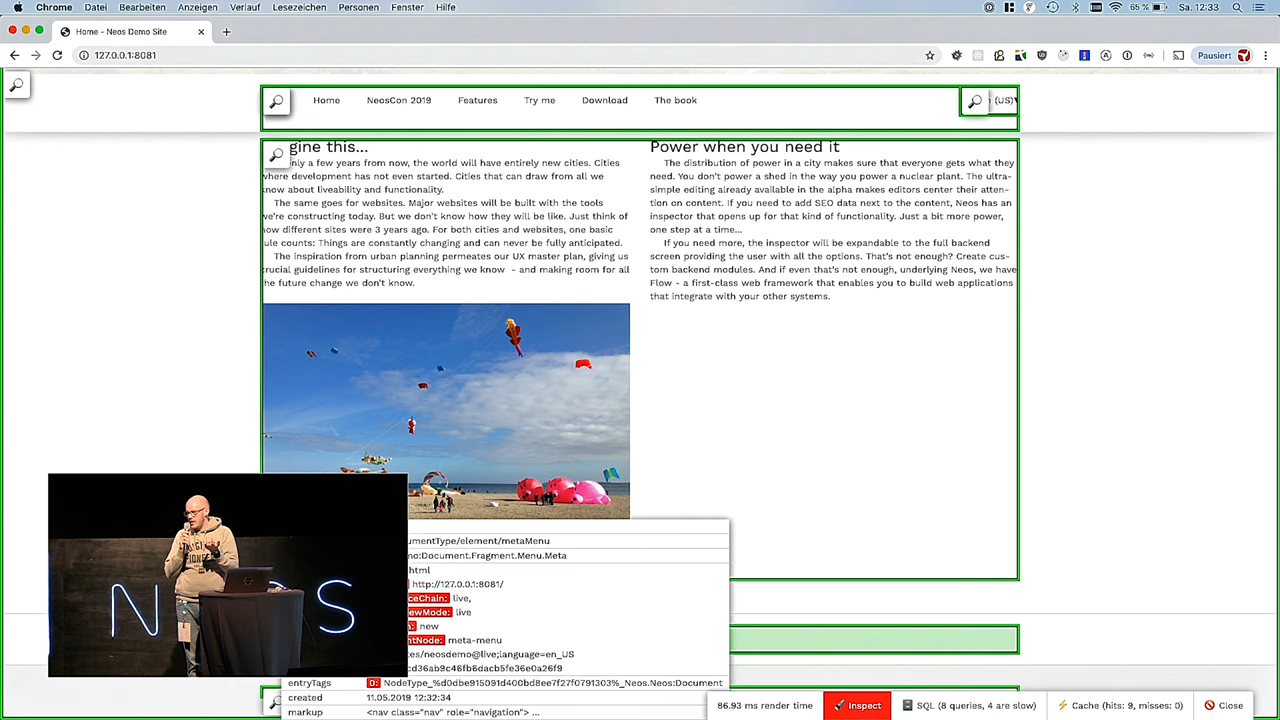 Chrome Datei Bearbeiten Anzeigen Verlauf Lesezeichen Personen Fenster Hilfe 65 % Sa. 12:33
Home - Neos Demo Site
127.0.0.1:8081 Pausiert
Home NeosCon 2019 Features Try me Download The book (US)
gine this...
nly a few years from now, the world will have entirely new cities. Cities
where development has not even started. Cities that can draw from all we
know about liveability and functionality.
The same goes for websites. Major websites will be built with the tools
we're constructing today. But we don't know how they will be like. Just think of
how different sites were 3 years ago. For both cities and websites, one basic
rule counts: Things are constantly changing and can never be fully anticipated.
The inspiration from urban planning permeates our UX master plan, giving us
crucial guidelines for structuring everything we know - and making room for all
the future change we don't know.
Power when you need it
The distribution of power in a city makes sure that everyone gets what they
need. You don't power a shed in the way you power a nuclear plant. The ultra-
simple editing already available in the alpha makes editors center their atten-
tion on content. If you need to add SEO data next to the content, Neos has an
inspector that opens up for that kind of functionality. Just a bit more power,
one step at a time...
If you need more, the inspector will be expandable to the full backend
screen providing the user with all the options. That's not enough? Create cus-
tom backend modules. And if even that's not enough, underlying Neos, we have
Flow - a first-class web framework that enables you to build web applications
that integrate with your other systems.
umentType/element/metaMenu
mo:Document.Fragment.Menu.Meta
html
http://127.0.0.1:8081/
ceChain: live,
ewMode: live
n: new
ntNode: meta-menu
tes/neosdemo@live;language=en_US
cd36ab9c46fb6dacb5fe36e0a26f9
entryTags 0: NodeType_%d0dbe915091d400bd8ee7f27f0791303%_Neos.Neos:Document
created 11.05.2019 12:32:34
markup <nav class="nav" role="navigation"> ...
NEOS
86.93 ms render time Inspect SQL (8 queries, 4 are slow) Cache (hits: 9, misses: 0) Close